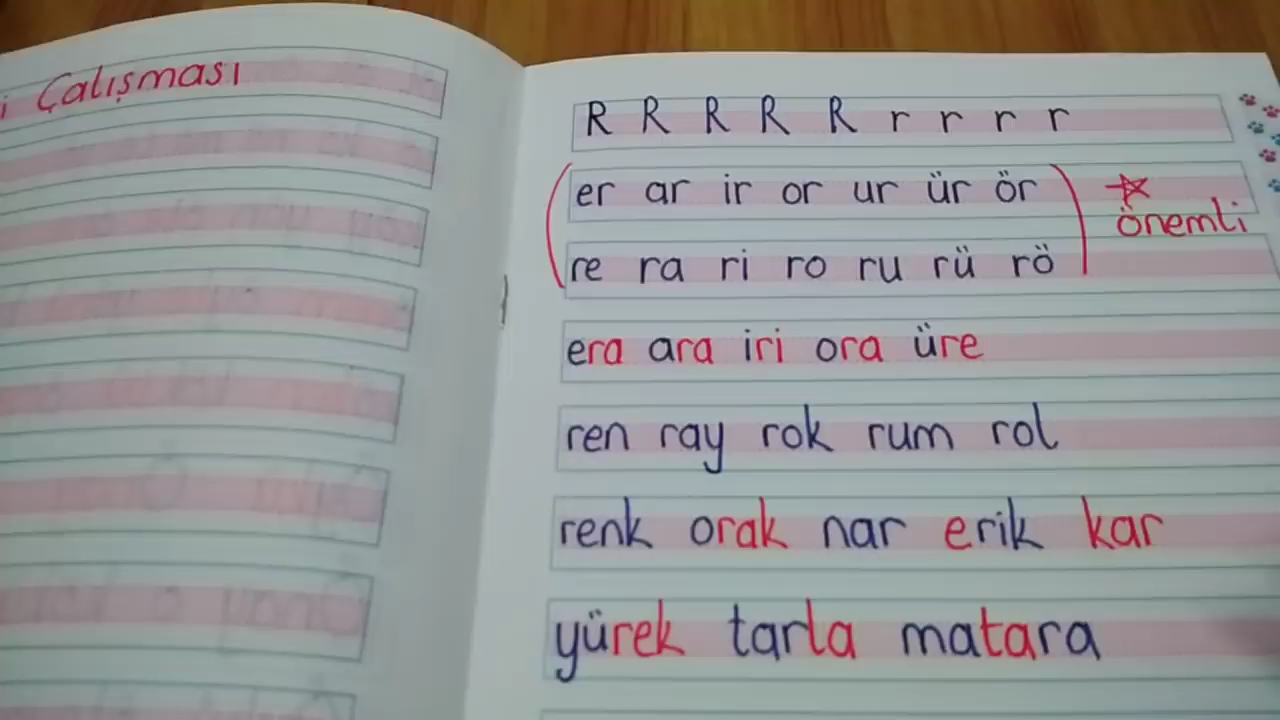 i Çalışması
R R R R R r r r r
er ar ir or ur ür ör
önemli
re ra ri ro ru rü rö
era ara iri ora üre
ren ray rok rum rol
renk orak nar erik kar
yürek tarla matara